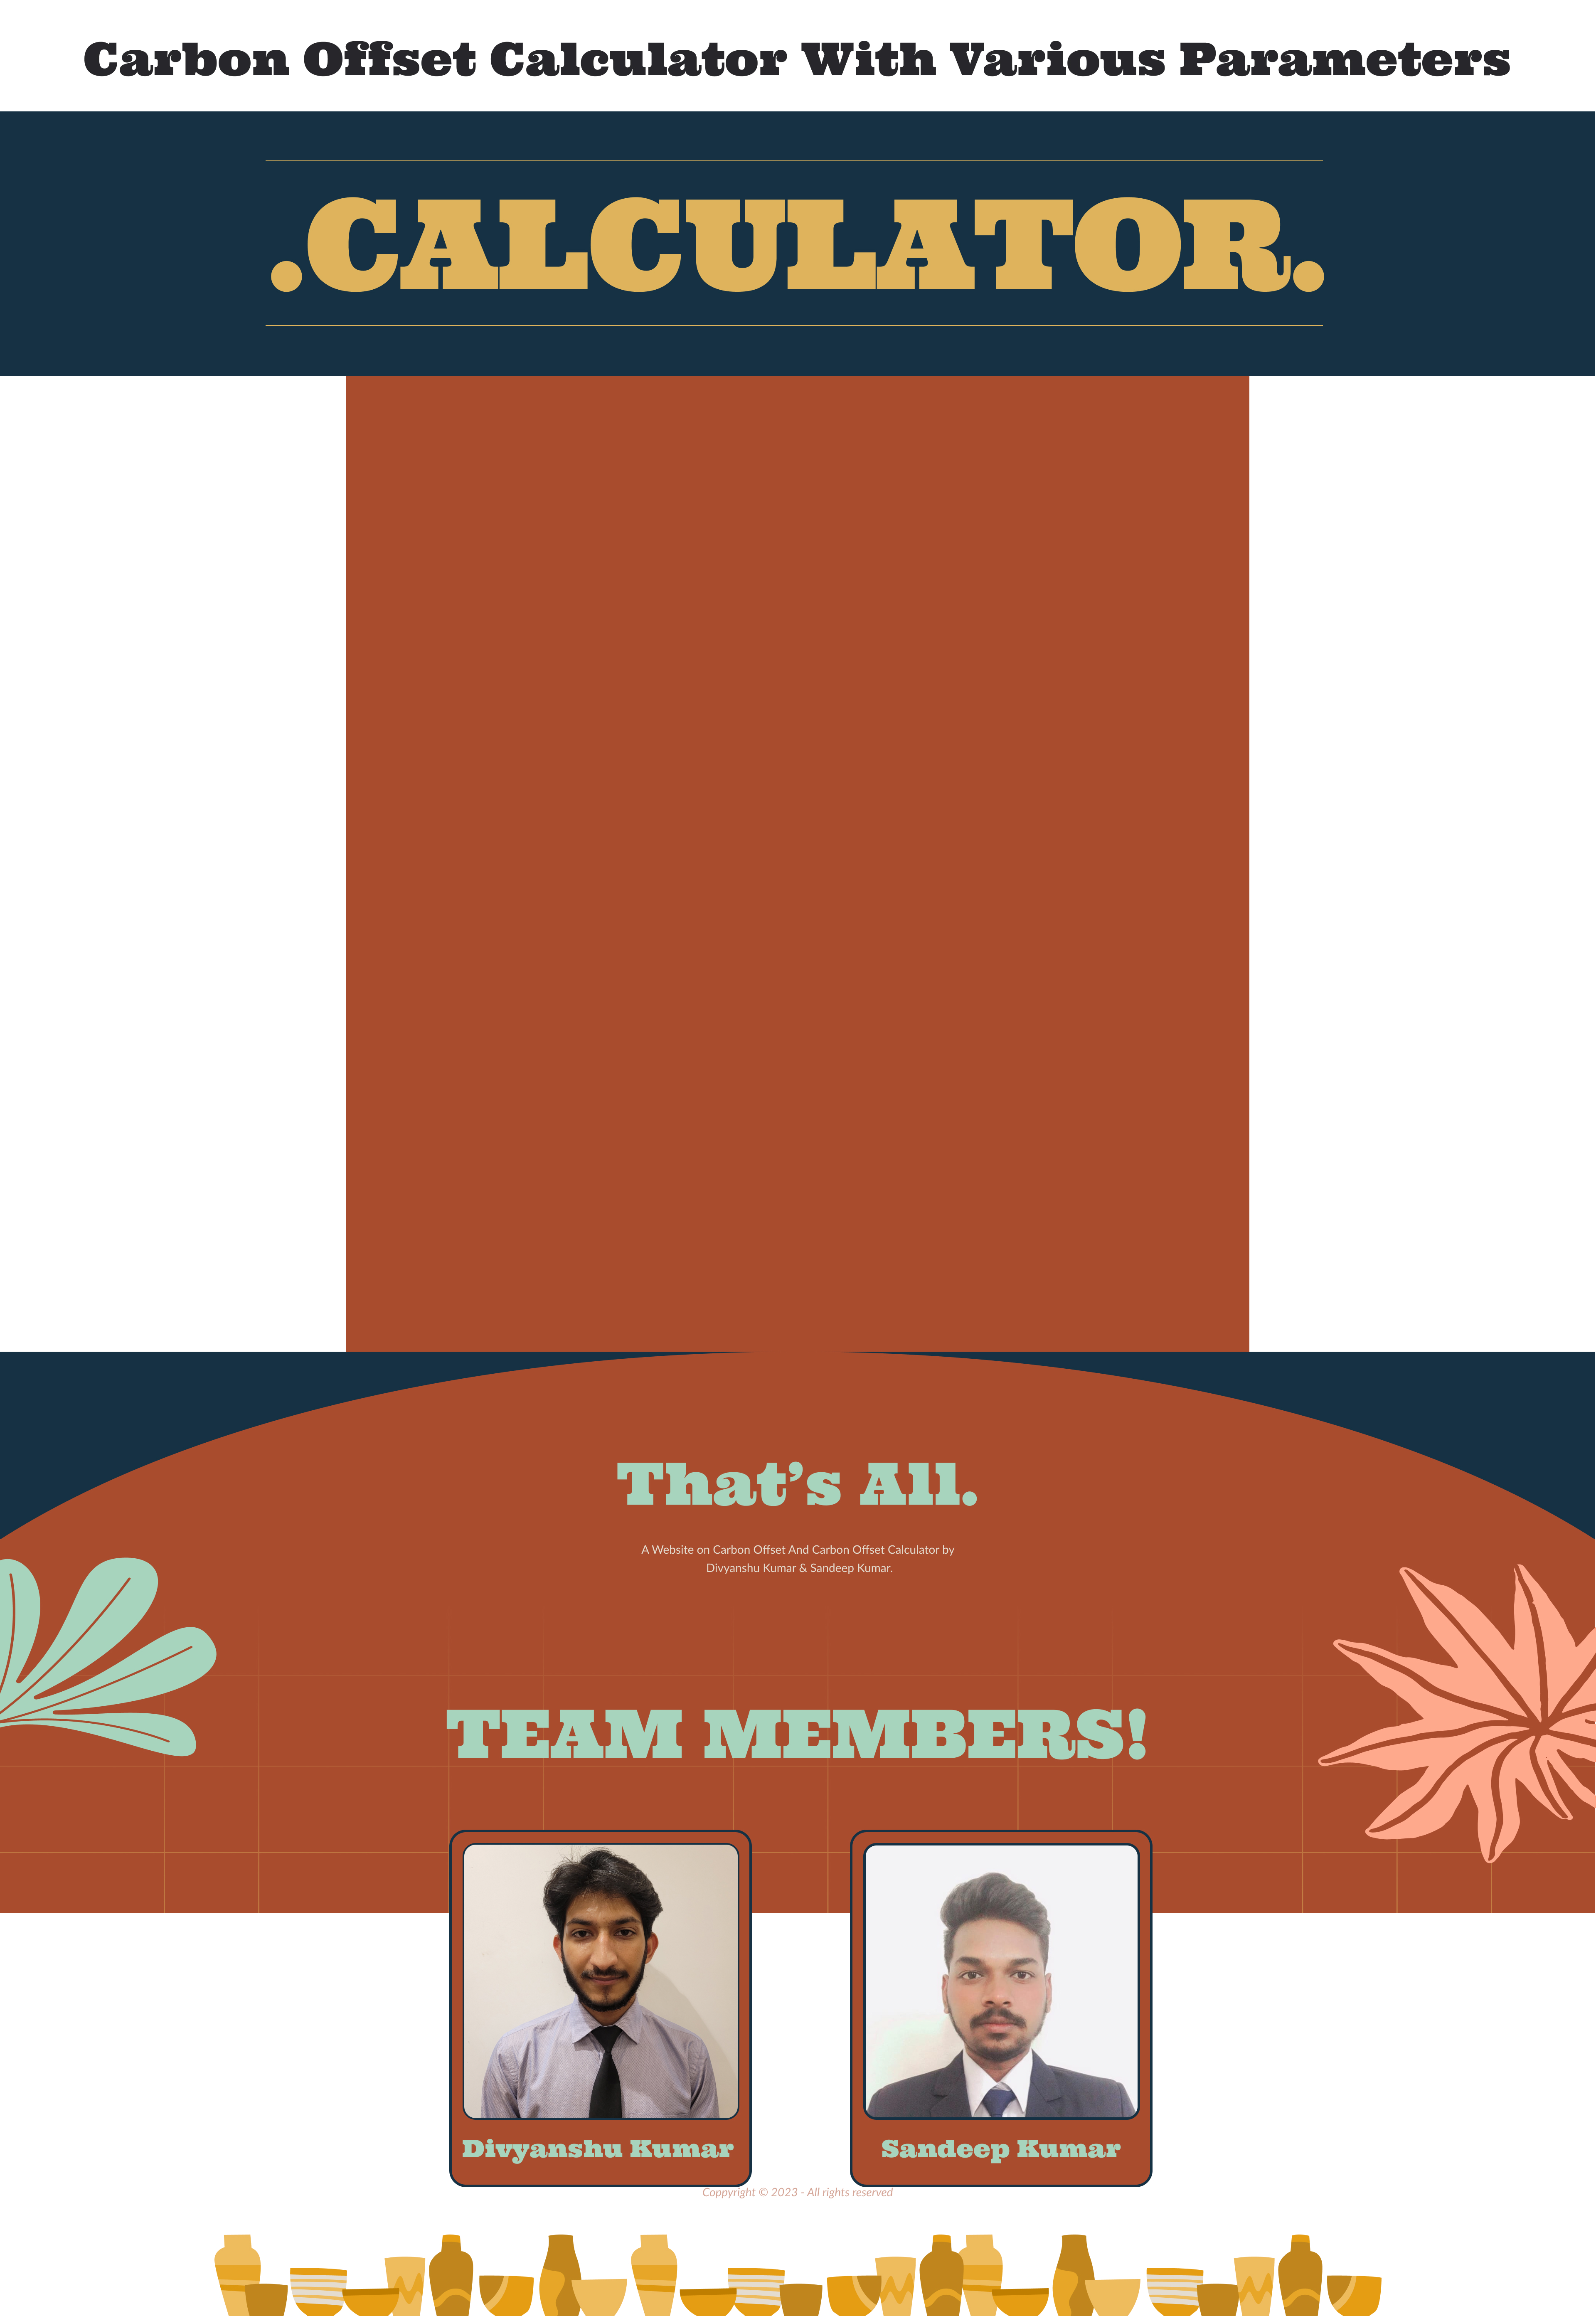 Carbon Offset Calculator With Various Parameters
.CALCULATOR.
That's All.
A Website on Carbon Offset And Carbon Offset Calculator by
Divyanshu Kumar & Sandeep Kumar.
TEAM MEMBERS!
Divyanshu Kumar
Sandeep Kumar
Coppyright © 2023 - All rights reserved